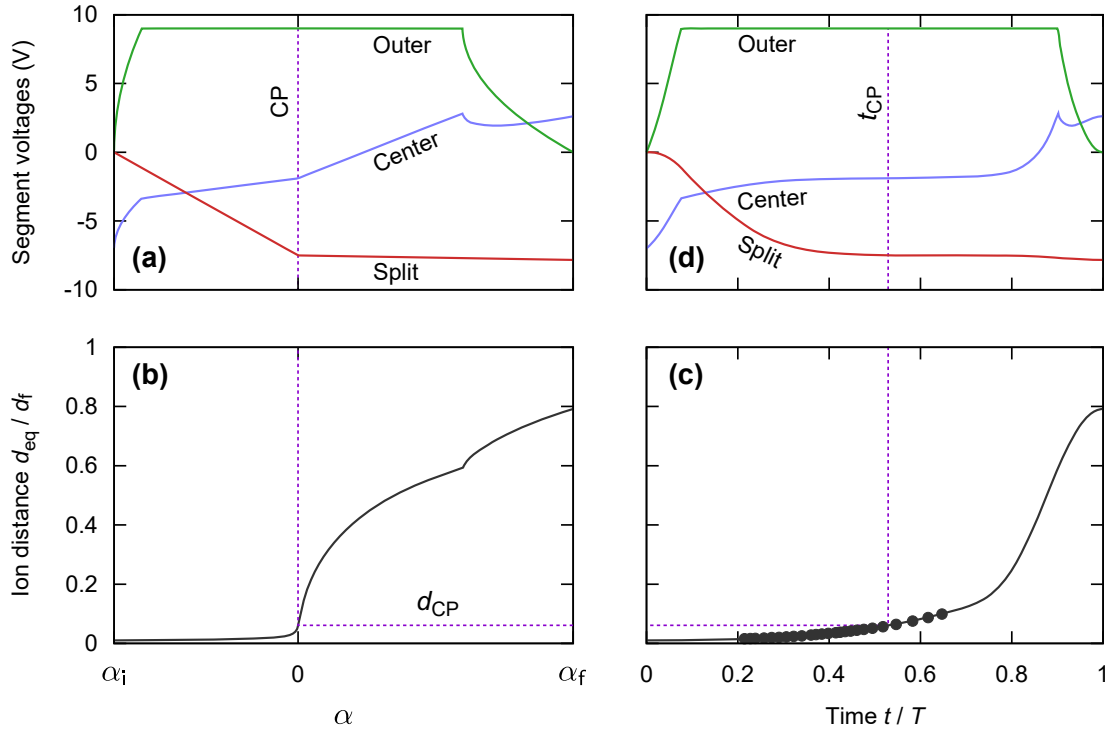 Segment voltages (V)
10
5
0
-5
-10
Outer
CP
Center
(a)
Split
Outer
t_CP
Center
Split
(d)
Ion distance d_eq / d_f
1
0.8
0.6
0.4
0.2
0
(b)
d_CP
α_i
0
α_f
α
(c)
0
0.2
0.4
0.6
0.8
1
Time t / T